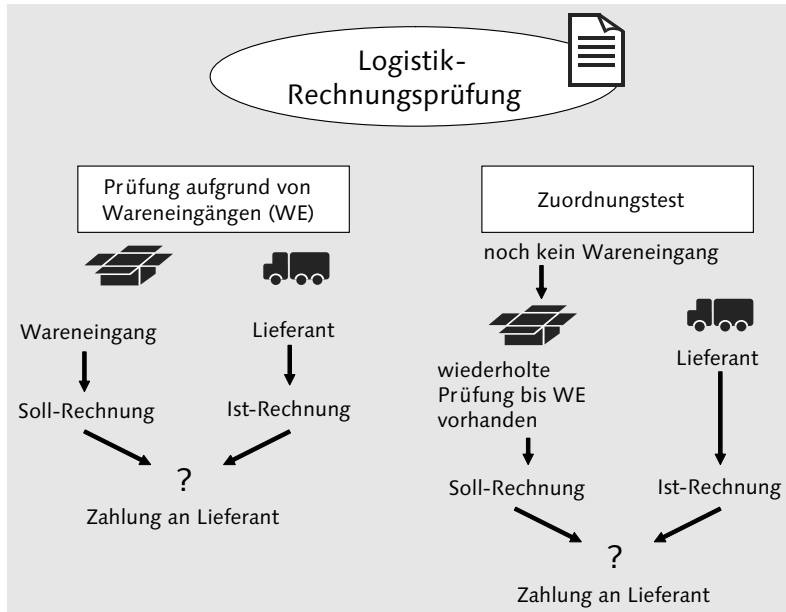 Logistik-
Rechnungsprüfung
Prüfung aufgrund von
Wareneingängen (WE)
Wareneingang
Lieferant
Soll-Rechnung
Ist-Rechnung
?
Zahlung an Lieferant
Zuordnungstest
noch kein Wareneingang
wiederholte
Prüfung bis WE
vorhanden
Lieferant
Soll-Rechnung
Ist-Rechnung
?
Zahlung an Lieferant